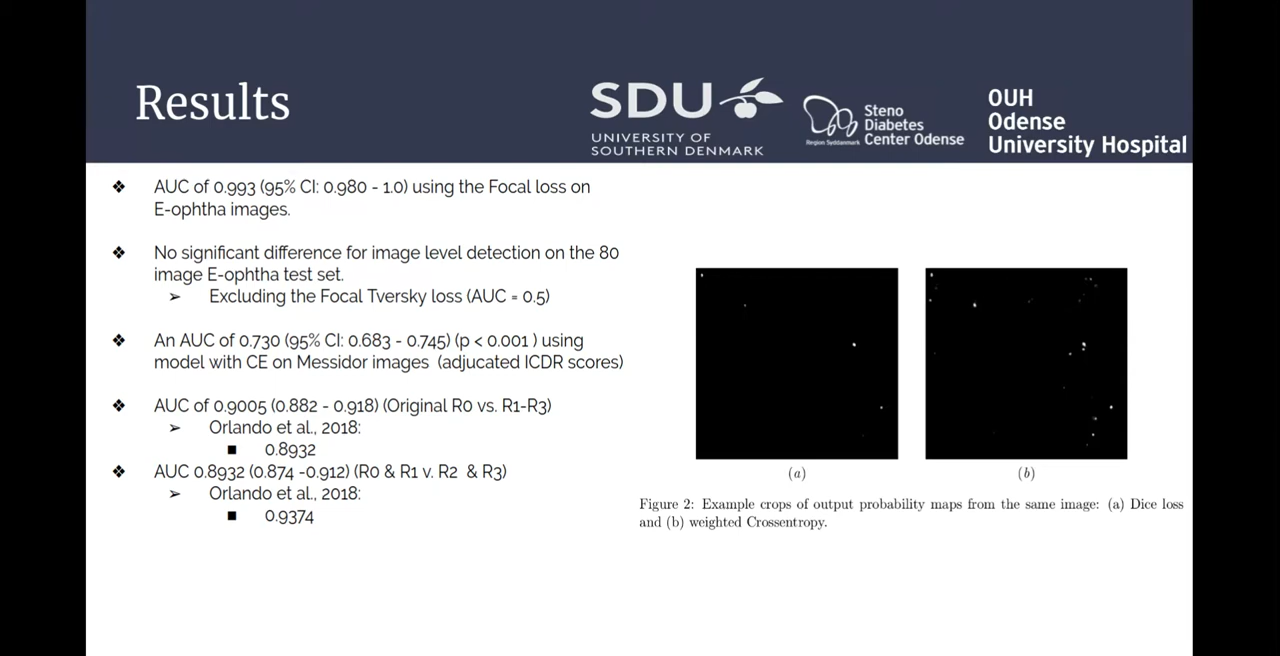 Results
SDU
UNIVERSITY OF
SOUTHERN DENMARK
Steno
Diabetes
Center Odense
Region Syddanmark
OUH
Odense
University Hospital
❖ AUC of 0.993 (95% CI: 0.980 - 1.0) using the Focal loss on
E-ophtha images.
❖ No significant difference for image level detection on the 80
image E-ophtha test set.
➢ Excluding the Focal Tversky loss (AUC = 0.5)
❖ An AUC of 0.730 (95% CI: 0.683 - 0.745) (p < 0.001 ) using
model with CE on Messidor images (adjucated ICDR scores)
❖ AUC of 0.9005 (0.882 - 0.918) (Original R0 vs. R1-R3)
➢ Orlando et al., 2018:
■ 0.8932
❖ AUC 0.8932 (0.874 -0.912) (R0 & R1 v. R2 & R3)
➢ Orlando et al., 2018:
■ 0.9374
(a)
(b)
Figure 2: Example crops of output probability maps from the same image: (a) Dice loss
and (b) weighted Crossentropy.